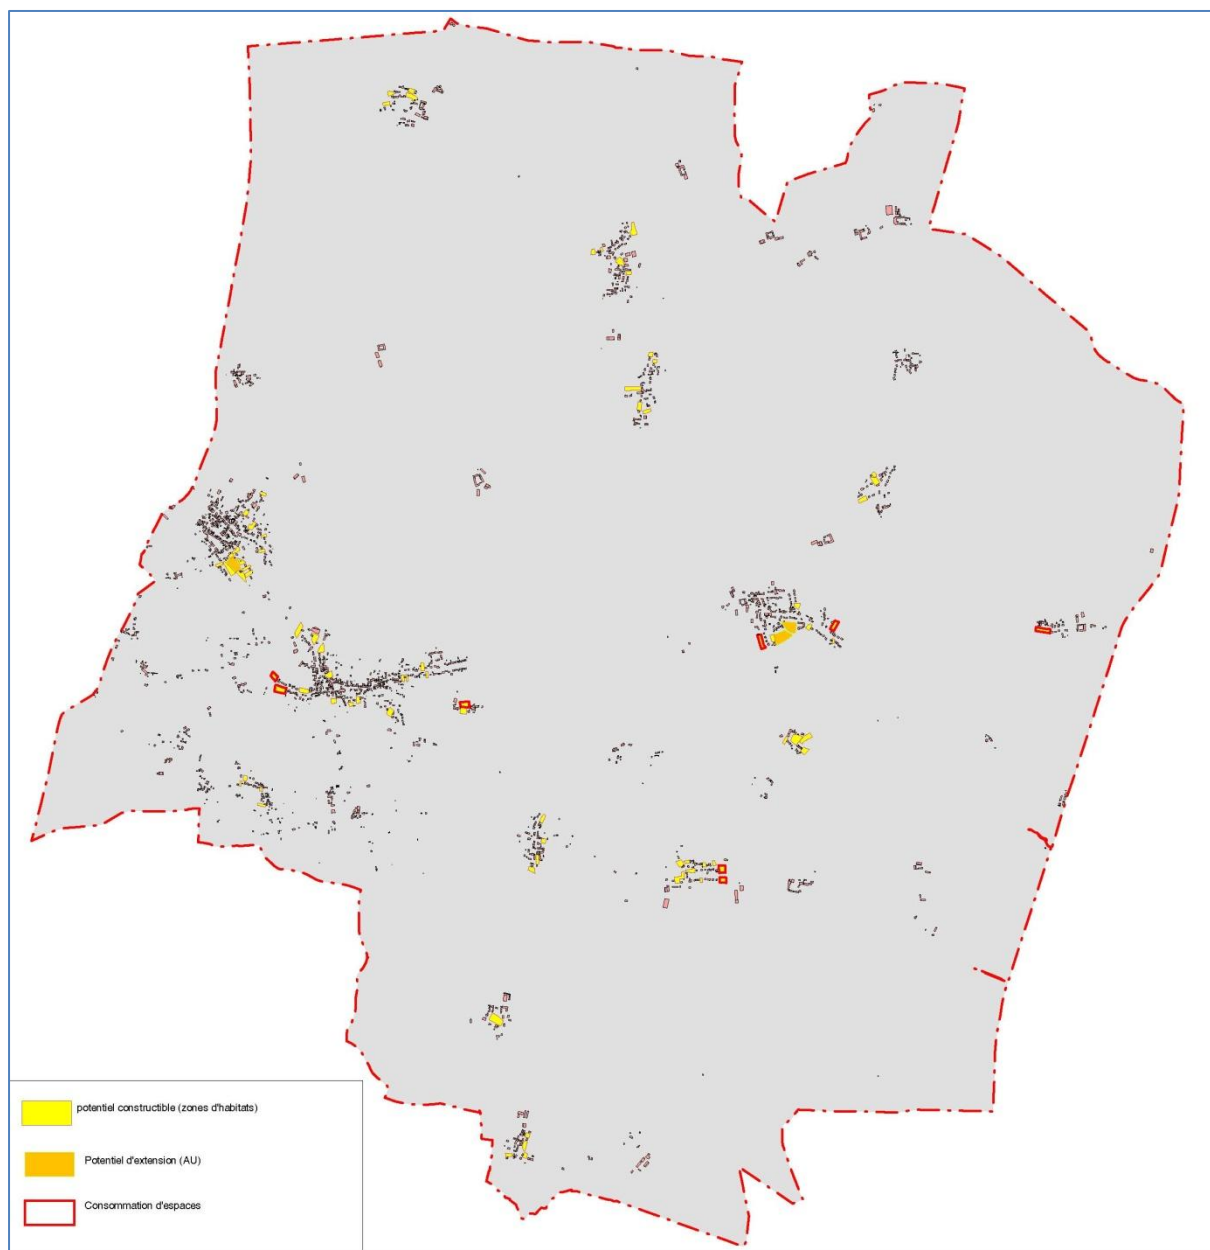 potentiel constructible (zones d'habitats)
Potentiel d'extension (AU)
Consommation d'espaces